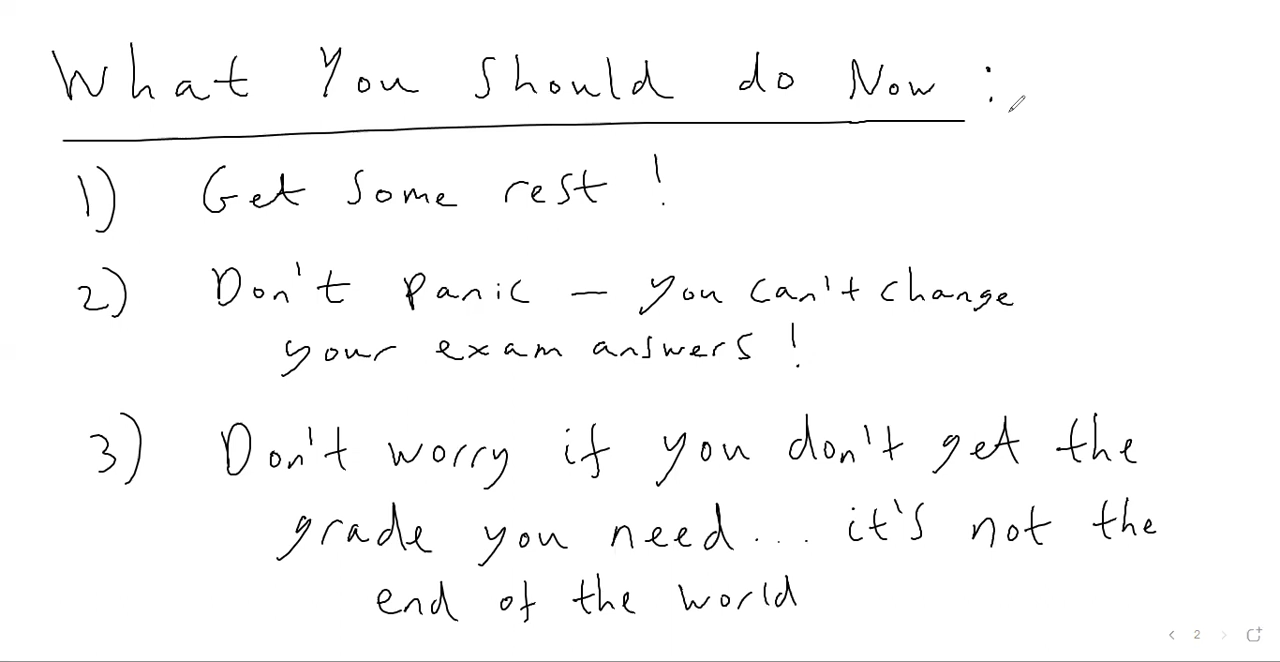 What You Should do Now :
1) Get some rest !
2) Don't panic – you can't change
your exam answers !
3) Don't worry if you don't get the
grade you need... it's not the
end of the world
2